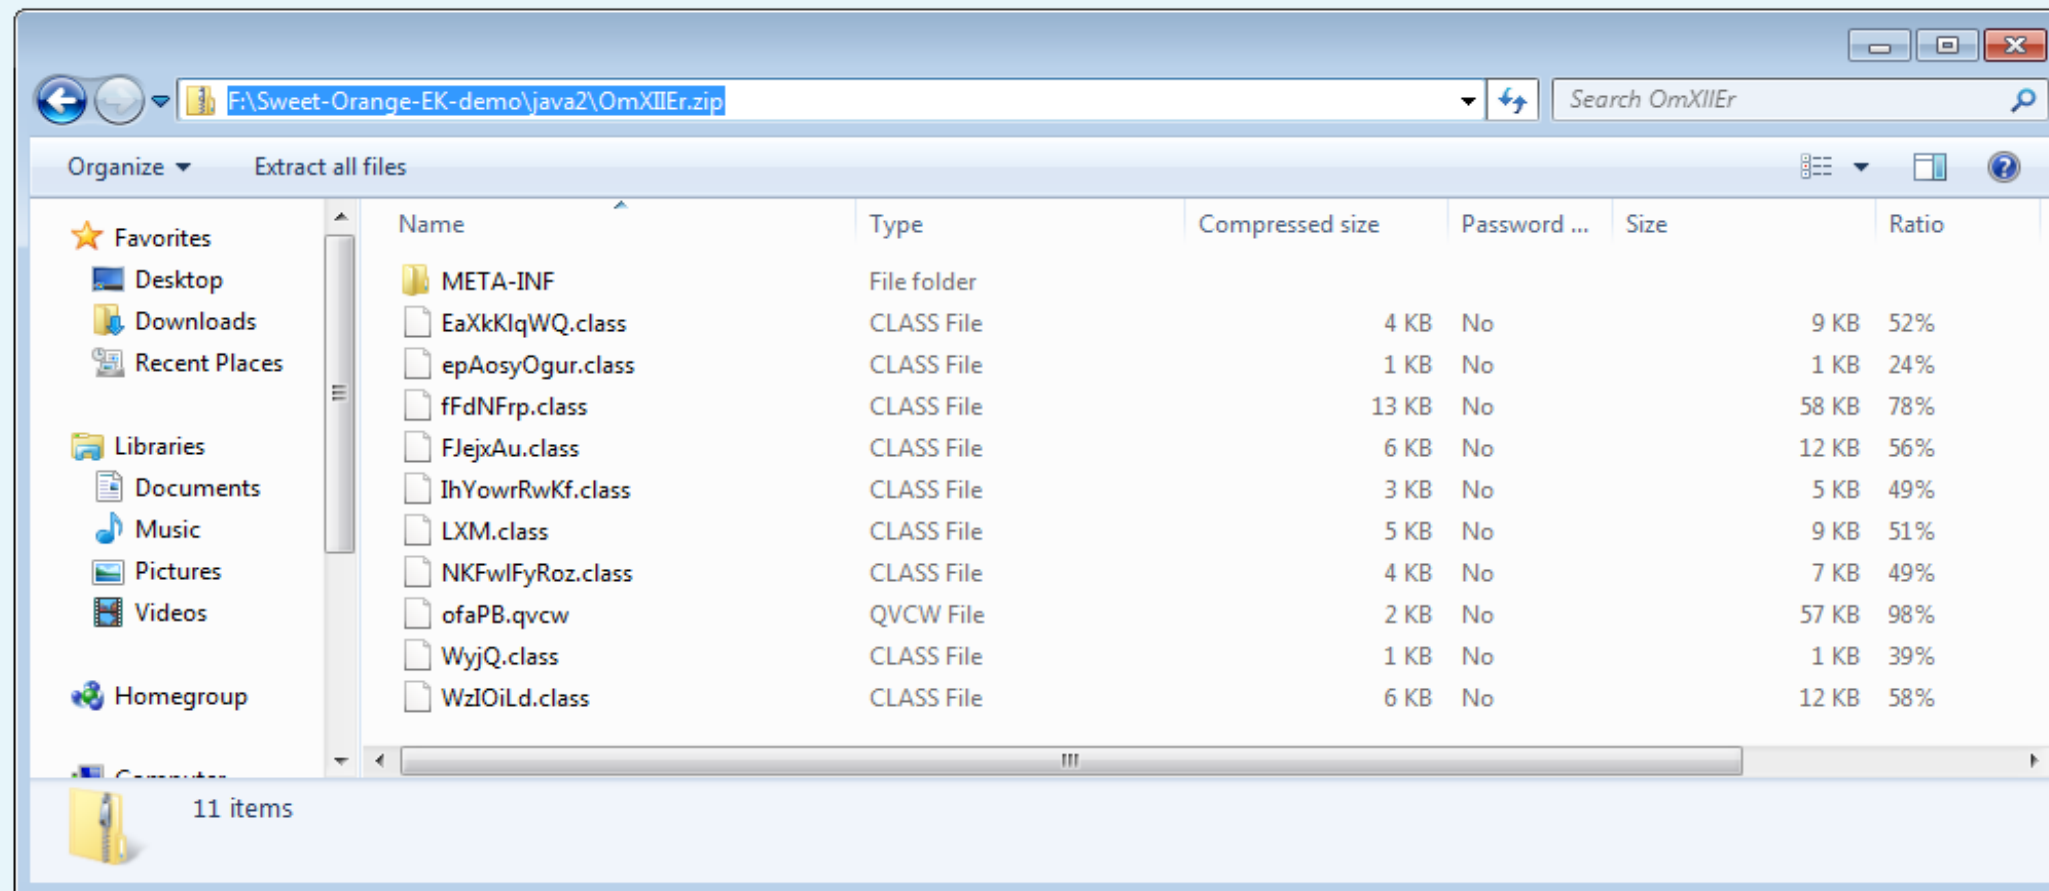 F:\Sweet-Orange-EK-demo\java2\OmXIIEr.zip
Search OmXIIEr
Organize Extract all files
Name Type Compressed size Password ... Size Ratio
Favorites
Desktop
Downloads
Recent Places
Libraries
Documents
Music
Pictures
Videos
Homegroup
META-INF File folder
EaXkKlqWQ.class CLASS File 4 KB No 9 KB 52%
epAosyOgur.class CLASS File 1 KB No 1 KB 24%
fFdNFrp.class CLASS File 13 KB No 58 KB 78%
FJejxAu.class CLASS File 6 KB No 12 KB 56%
IhYowrRwKf.class CLASS File 3 KB No 5 KB 49%
LXM.class CLASS File 5 KB No 9 KB 51%
NKFwlFyRoz.class CLASS File 4 KB No 7 KB 49%
ofaPB.qvcw QVCW File 2 KB No 57 KB 98%
WyjQ.class CLASS File 1 KB No 1 KB 39%
WzIOiLd.class CLASS File 6 KB No 12 KB 58%
11 items